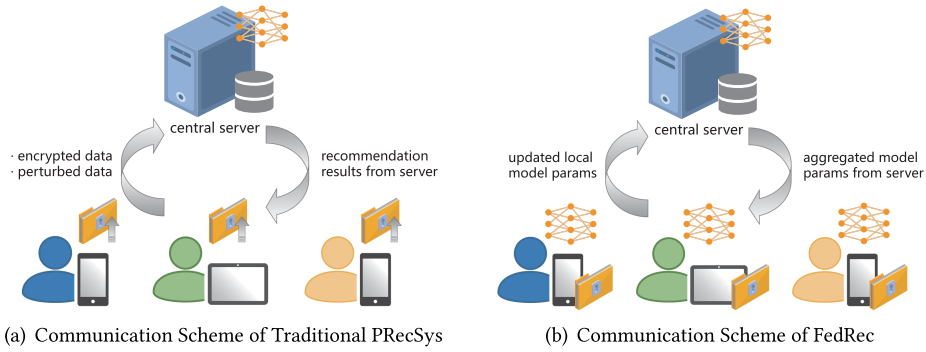 central server
· encrypted data
· perturbed data
recommendation
results from server
(a) Communication Scheme of Traditional PRecSys
central server
updated local
model params
aggregated model
params from server
(b) Communication Scheme of FedRec